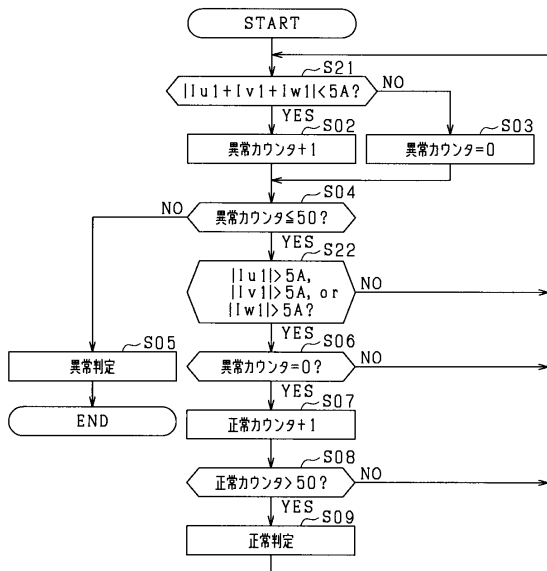 START
S21
|Iu1+Iv1+Iw1|<5A?
NO
YES
S02
異常カウンタ+1
S03
異常カウンタ=0
S04
NO
異常カウンタ≦50?
YES
S22
|Iu1|>5A,
|Iv1|>5A, or
|Iw1|>5A?
NO
YES
S05
異常判定
END
S06
異常カウンタ=0?
NO
YES
S07
正常カウンタ+1
S08
正常カウンタ>50?
NO
YES
S09
正常判定